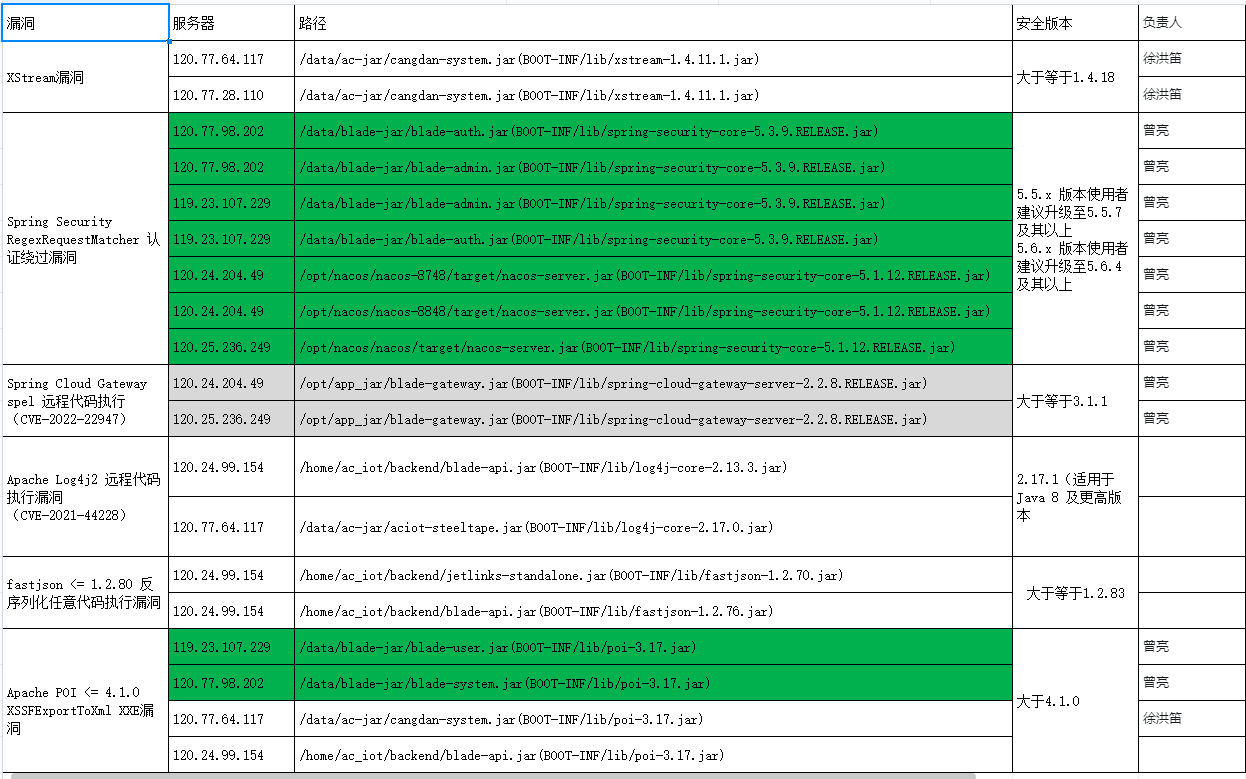 漏洞 服务器 路径 安全版本 负责人
XStream漏洞
120.77.64.117 /data/ac-jar/cangdan-system.jar(BOOT-INF/lib/xstream-1.4.11.1.jar) 徐洪笛
120.77.28.110 /data/ac-jar/cangdan-system.jar(BOOT-INF/lib/xstream-1.4.11.1.jar) 徐洪笛
大于等于1.4.18
Spring Security
RegexRequestMatcher 认
证绕过漏洞
120.77.98.202 /data/blade-jar/blade-auth.jar(BOOT-INF/lib/spring-security-core-5.3.9.RELEASE.jar) 曾亮
120.77.98.202 /data/blade-jar/blade-admin.jar(BOOT-INF/lib/spring-security-core-5.3.9.RELEASE.jar) 曾亮
119.23.107.229 /data/blade-jar/blade-admin.jar(BOOT-INF/lib/spring-security-core-5.3.9.RELEASE.jar) 曾亮
119.23.107.229 /data/blade-jar/blade-auth.jar(BOOT-INF/lib/spring-security-core-5.3.9.RELEASE.jar) 曾亮
120.24.204.49 /opt/nacos/nacos-8748/target/nacos-server.jar(BOOT-INF/lib/spring-security-core-5.1.12.RELEASE.jar) 曾亮
120.24.204.49 /opt/nacos/nacos-8848/target/nacos-server.jar(BOOT-INF/lib/spring-security-core-5.1.12.RELEASE.jar) 曾亮
120.25.236.249 /opt/nacos/nacos/target/nacos-server.jar(BOOT-INF/lib/spring-security-core-5.1.12.RELEASE.jar) 曾亮
5.5.x 版本使用者
建议升级至5.5.7
及其以上
5.6.x 版本使用者
建议升级至5.6.4
及其以上
Spring Cloud Gateway
spel 远程代码执行
（CVE-2022-22947）
120.24.204.49 /opt/app_jar/blade-gateway.jar(BOOT-INF/lib/spring-cloud-gateway-server-2.2.8.RELEASE.jar) 曾亮
120.25.236.249 /opt/app_jar/blade-gateway.jar(BOOT-INF/lib/spring-cloud-gateway-server-2.2.8.RELEASE.jar) 曾亮
大于等于3.1.1
Apache Log4j2 远程代码
执行漏洞
（CVE-2021-44228）
120.24.99.154 /home/ac_iot/backend/blade-api.jar(BOOT-INF/lib/log4j-core-2.13.3.jar)
120.77.64.117 /data/ac-jar/aciot-steeltape.jar(BOOT-INF/lib/log4j-core-2.17.0.jar)
2.17.1（适用于
Java 8 及更高版
本
fastjson <= 1.2.80 反
序列化任意代码执行漏洞
120.24.99.154 /home/ac_iot/backend/jetlinks-standalone.jar(BOOT-INF/lib/fastjson-1.2.70.jar)
120.24.99.154 /home/ac_iot/backend/blade-api.jar(BOOT-INF/lib/fastjson-1.2.76.jar)
大于等于1.2.83
Apache POI <= 4.1.0
XSSFExportToXml XXE漏
洞
119.23.107.229 /data/blade-jar/blade-user.jar(BOOT-INF/lib/poi-3.17.jar) 曾亮
120.77.98.202 /data/blade-jar/blade-system.jar(BOOT-INF/lib/poi-3.17.jar) 曾亮
120.77.64.117 /data/ac-jar/cangdan-system.jar(BOOT-INF/lib/poi-3.17.jar) 徐洪笛
120.24.99.154 /home/ac_iot/backend/blade-api.jar(BOOT-INF/lib/poi-3.17.jar)
大于4.1.0